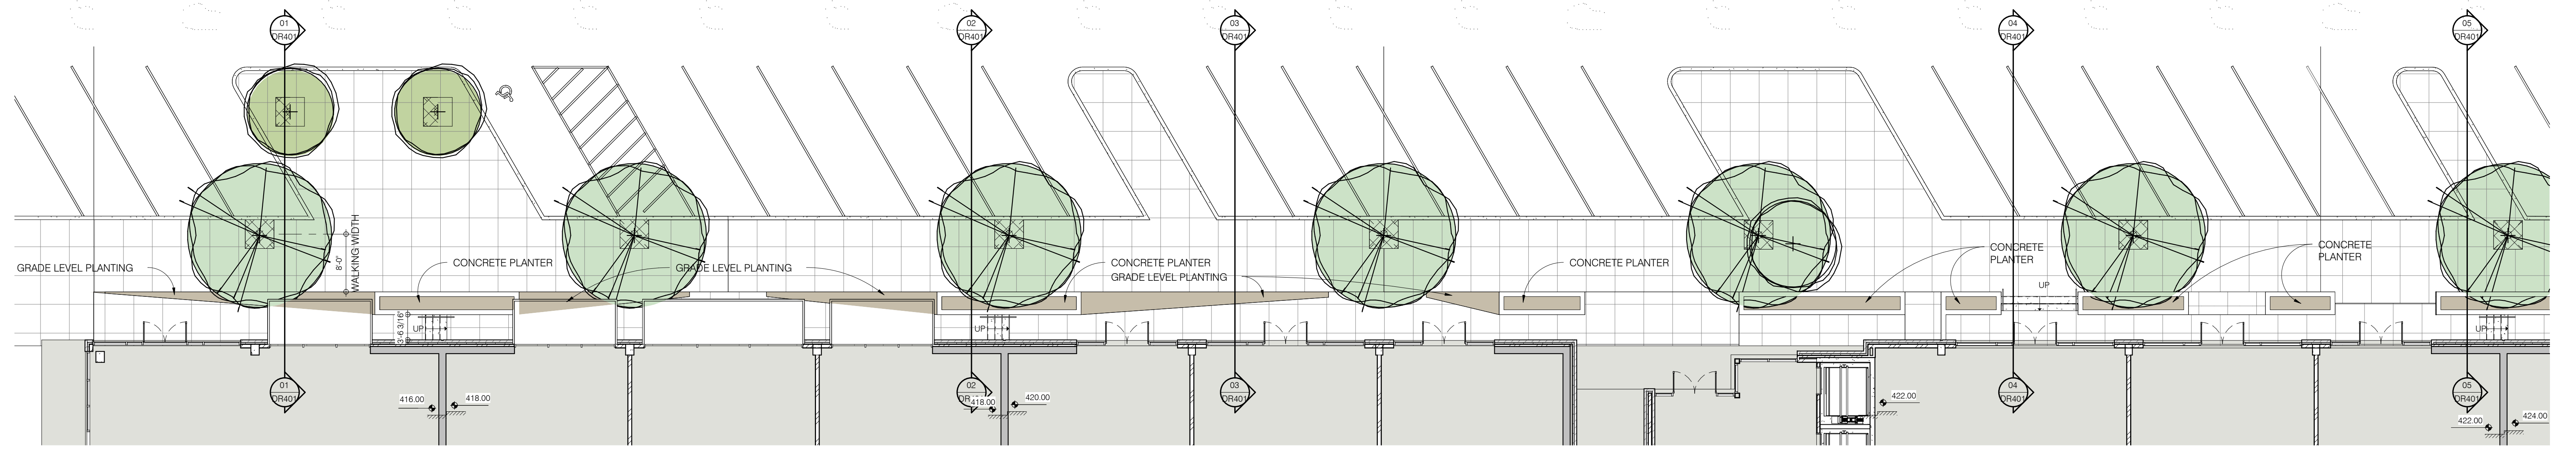 01
DR401
02
DR401
03
DR401
04
DR401
05
DR401
8'-0"
WALKING WIDTH
GRADE LEVEL PLANTING
CONCRETE PLANTER
GRADE LEVEL PLANTING
CONCRETE PLANTER
GRADE LEVEL PLANTING
CONCRETE PLANTER
CONCRETE
PLANTER
CONCRETE
PLANTER
UP
3'-6 3/16"
UP
UP
UP
01
DR401
02
DR401
03
DR401
04
DR401
05
DR401
416.00
418.00
418.00
420.00
422.00
422.00
424.00